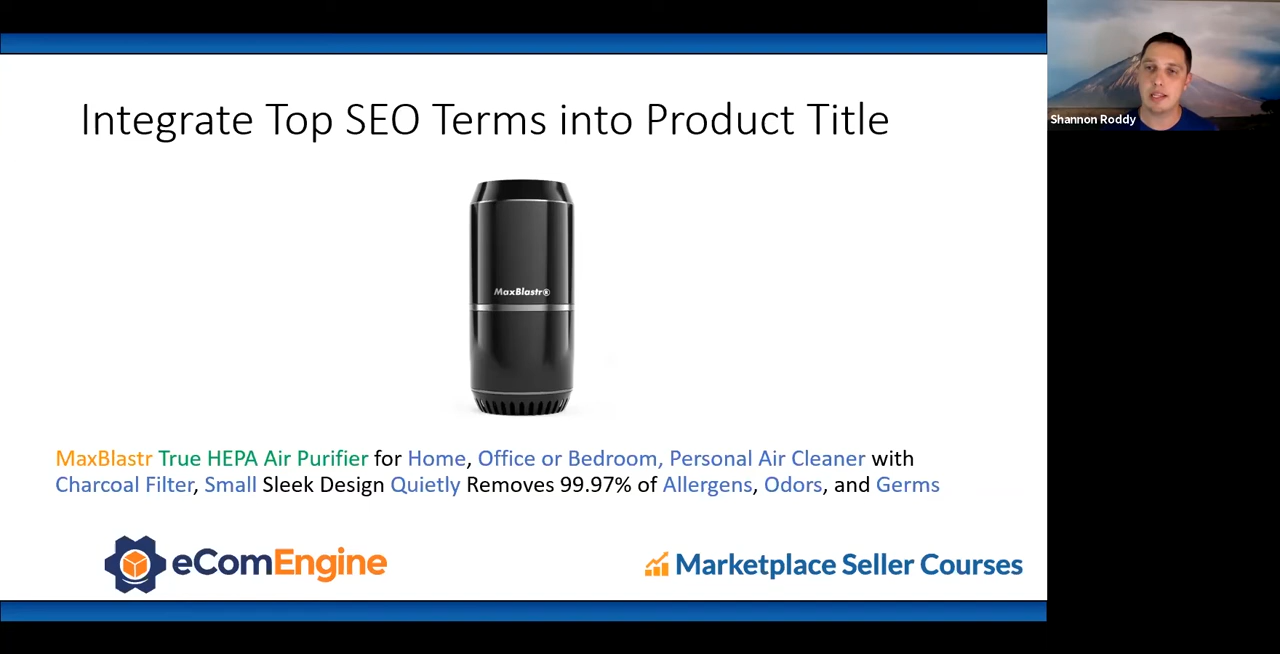 Integrate Top SEO Terms into Product Title
Shannon Roddy
MaxBlastr®
MaxBlastr True HEPA Air Purifier for Home, Office or Bedroom, Personal Air Cleaner with
Charcoal Filter, Small Sleek Design Quietly Removes 99.97% of Allergens, Odors, and Germs
eComEngine
Marketplace Seller Courses